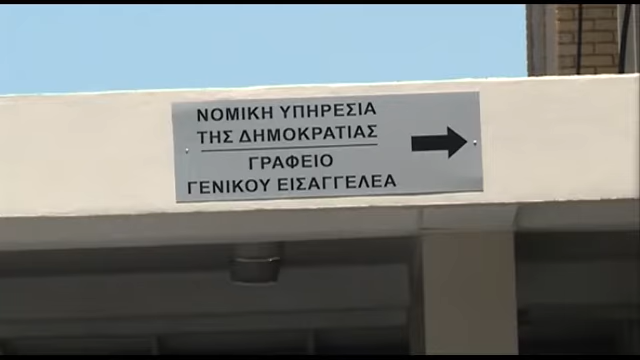 ΝΟΜΙΚΗ ΥΠΗΡΕΣΙΑ
ΤΗΣ ΔΗΜΟΚΡΑΤΙΑΣ
ΓΡΑΦΕΙΟ
ΓΕΝΙΚΟΥ ΕΙΣΑΓΓΕΛΕΑ